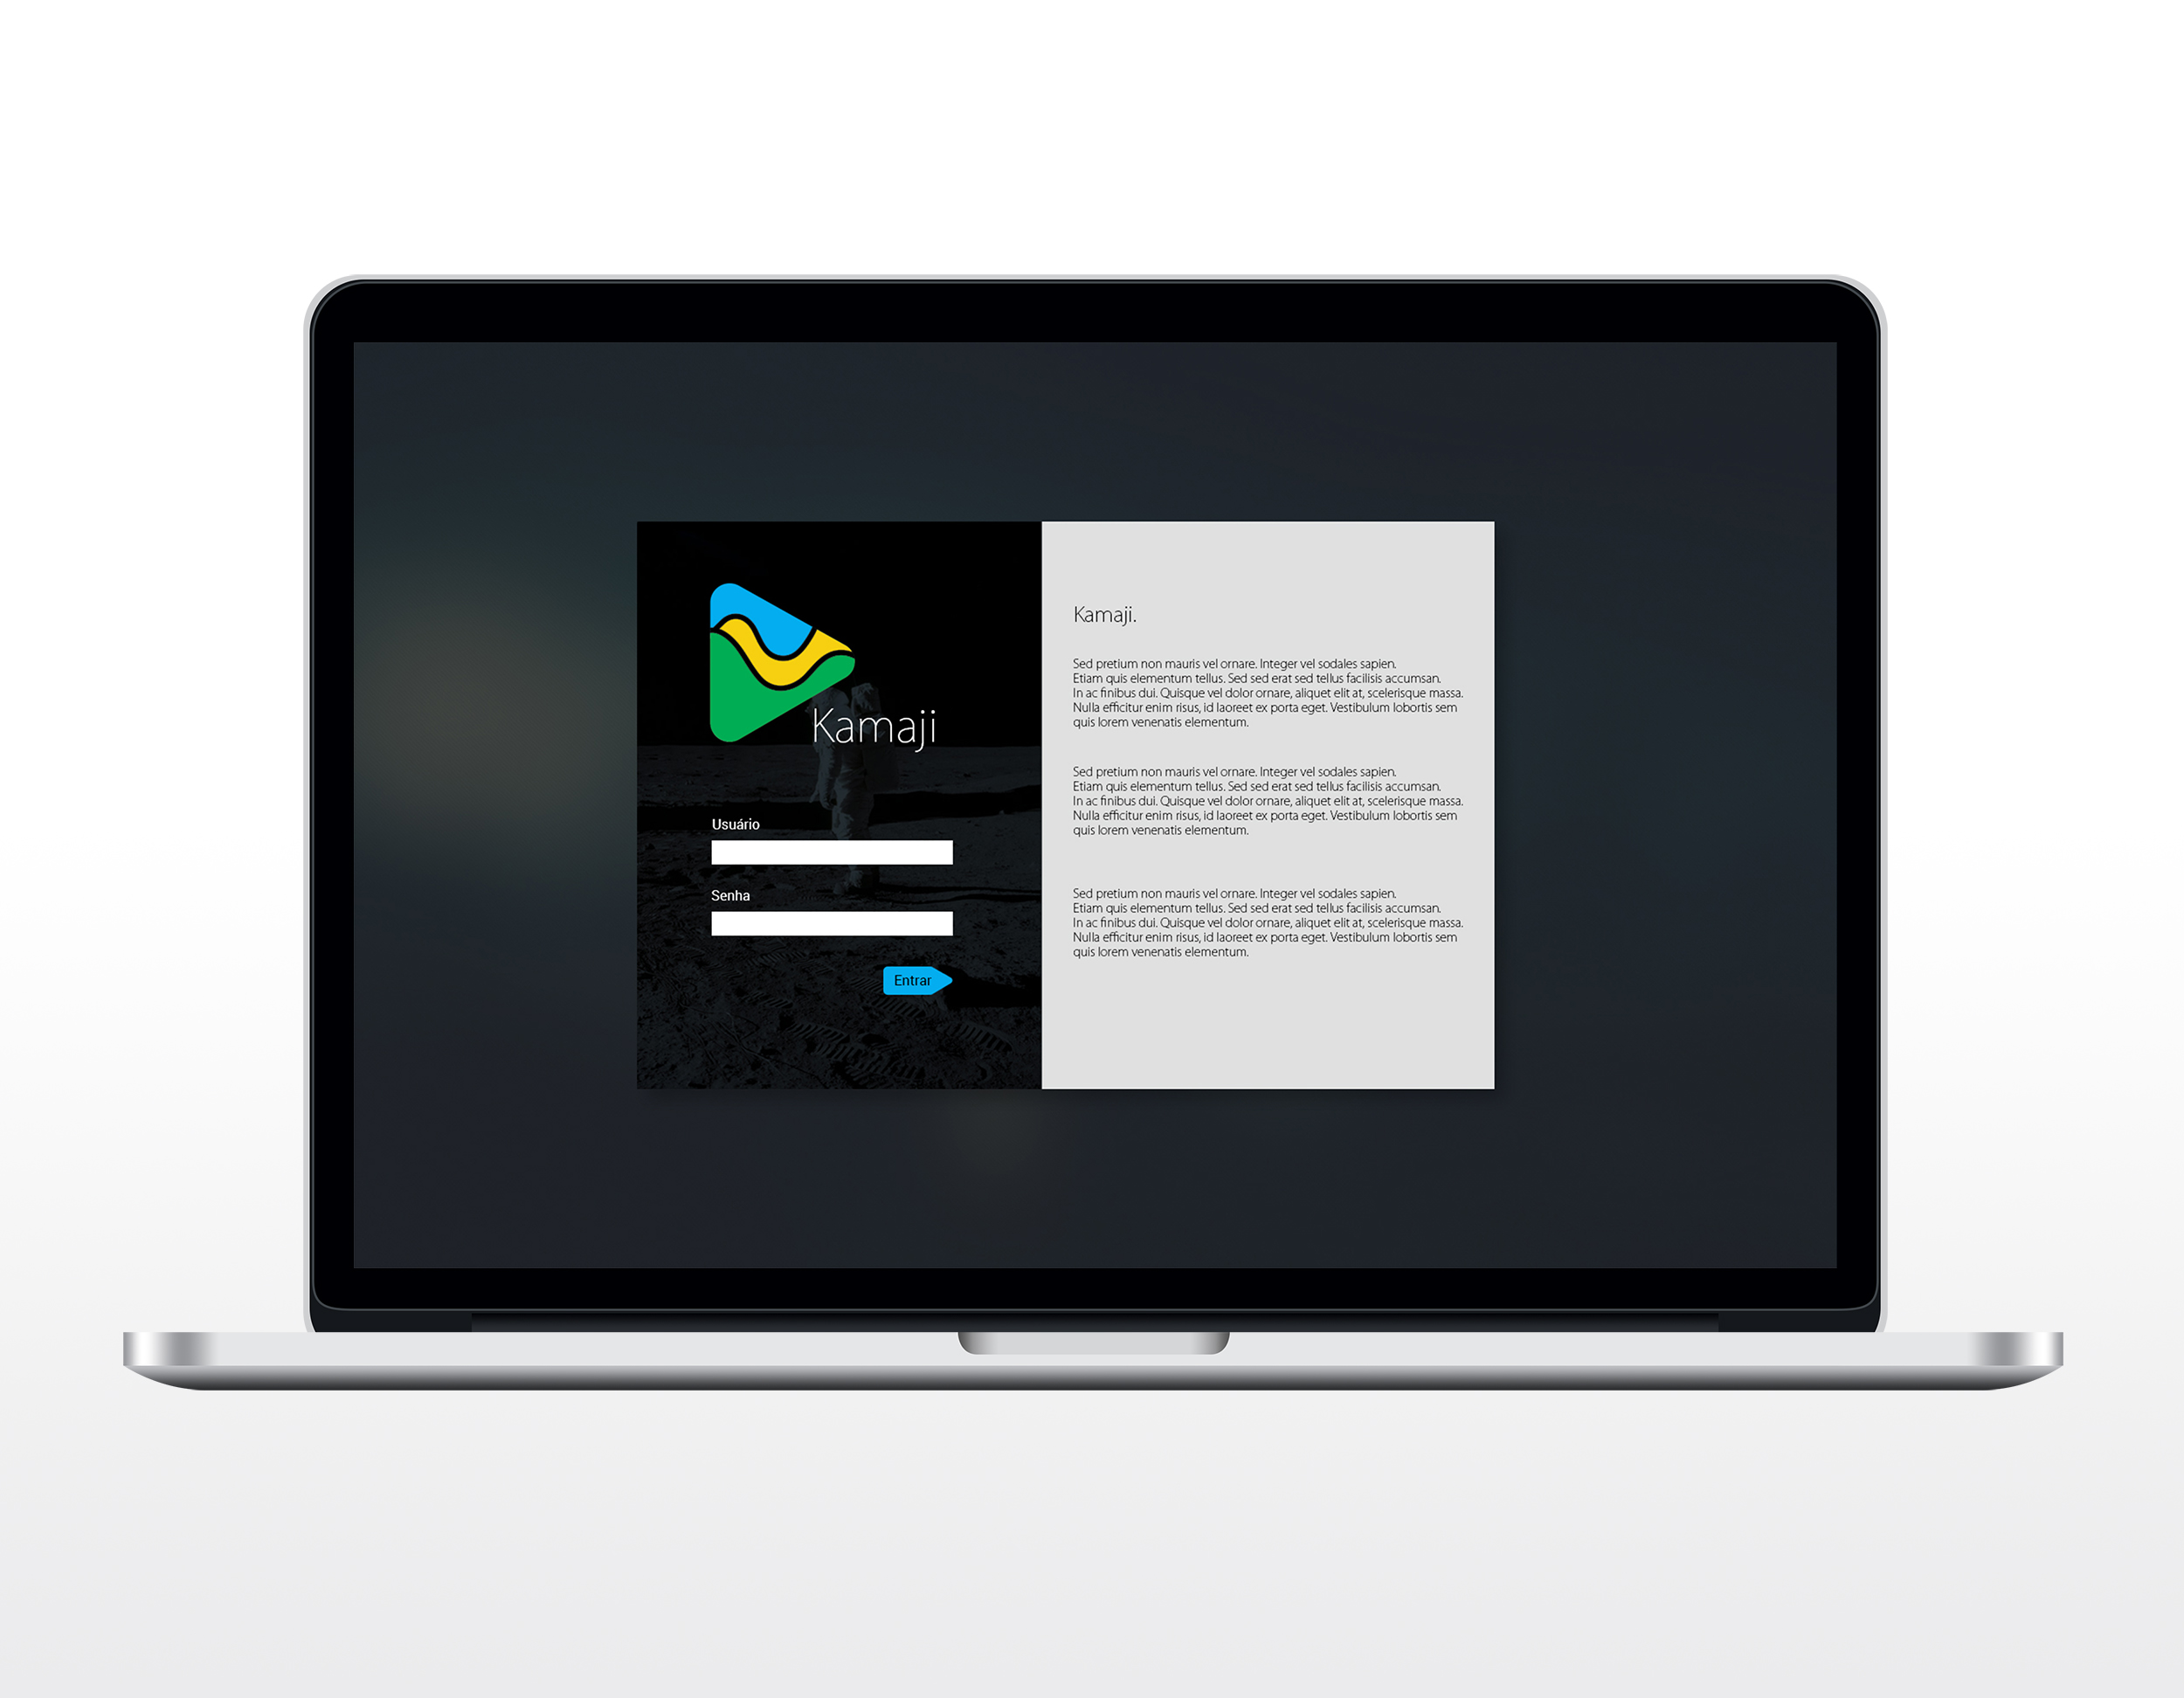 Kamaji
Usuário
Senha
Entrar
Kamaji.
Sed pretium non mauris vel ornare. Integer vel sodales sapien.
Etiam quis elementum tellus. Sed sed erat sed tellus facilisis accumsan.
In ac finibus dui. Quisque vel dolor ornare, aliquet elit at, scelerisque massa.
Nulla efficitur enim risus, id laoreet ex porta eget. Vestibulum lobortis sem
quis lorem venenatis elementum.
Sed pretium non mauris vel ornare. Integer vel sodales sapien.
Etiam quis elementum tellus. Sed sed erat sed tellus facilisis accumsan.
In ac finibus dui. Quisque vel dolor ornare, aliquet elit at, scelerisque massa.
Nulla efficitur enim risus, id laoreet ex porta eget. Vestibulum lobortis sem
quis lorem venenatis elementum.
Sed pretium non mauris vel ornare. Integer vel sodales sapien.
Etiam quis elementum tellus. Sed sed erat sed tellus facilisis accumsan.
In ac finibus dui. Quisque vel dolor ornare, aliquet elit at, scelerisque massa.
Nulla efficitur enim risus, id laoreet ex porta eget. Vestibulum lobortis sem
quis lorem venenatis elementum.